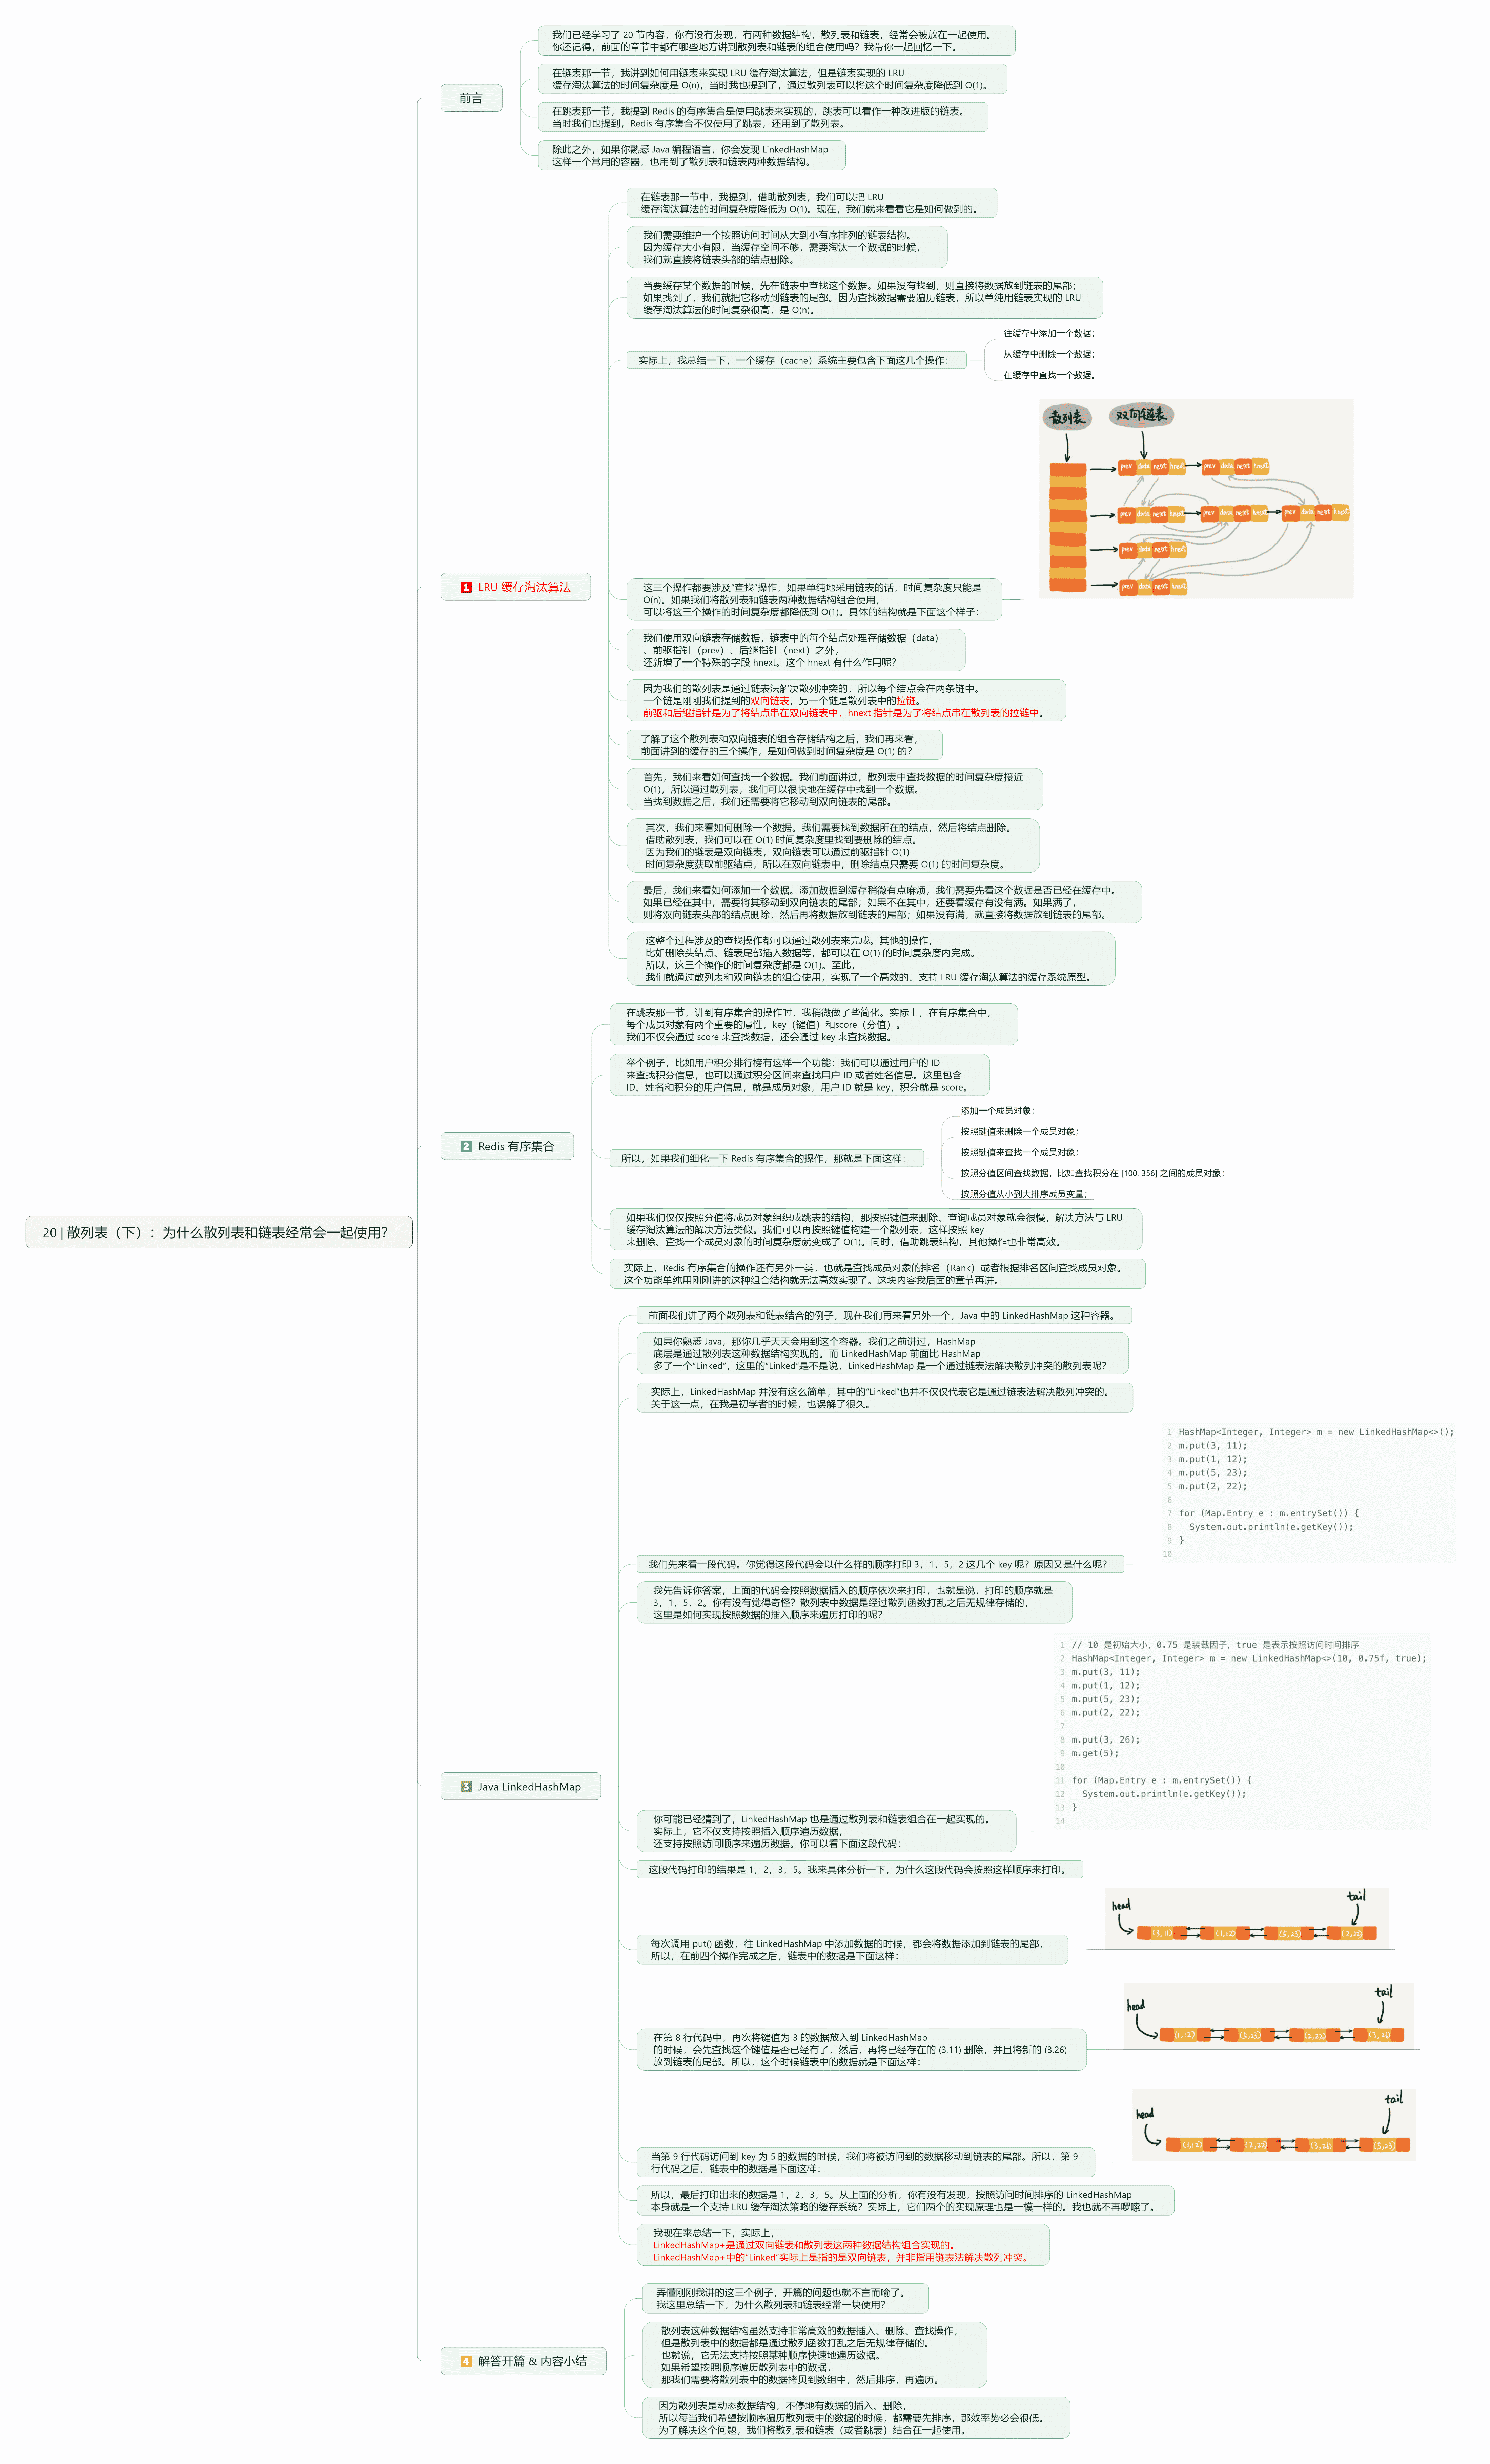 20 | 散列表（下）：为什么散列表和链表经常会一起使用？
前言
我们已经学习了 20 节内容，你有没有发现，有两种数据结构，散列表和链表，经常会被放在一起使用。
你还记得，前面的章节中都有哪些地方讲到散列表和链表的组合使用吗？我带你一起回忆一下。
在链表那一节，我讲到如何用链表来实现 LRU 缓存淘汰算法，但是链表实现的 LRU
缓存淘汰算法的时间复杂度是 O(n)，当时我也提到了，通过散列表可以将这个时间复杂度降低到 O(1)。
在跳表那一节，我提到 Redis 的有序集合是使用跳表来实现的，跳表可以看作一种改进版的链表。
当时我们也提到，Redis 有序集合不仅使用了跳表，还用到了散列表。
除此之外，如果你熟悉 Java 编程语言，你会发现 LinkedHashMap
这样一个常用的容器，也用到了散列表和链表两种数据结构。
1 LRU 缓存淘汰算法
在链表那一节中，我提到，借助散列表，我们可以把 LRU
缓存淘汰算法的时间复杂度降低为 O(1)。现在，我们就来看看它是如何做到的。
我们需要维护一个按照访问时间从大到小有序排列的链表结构。
因为缓存大小有限，当缓存空间不够，需要淘汰一个数据的时候，
我们就直接将链表头部的结点删除。
当要缓存某个数据的时候，先在链表中查找这个数据。如果没有找到，则直接将数据放到链表的尾部；
如果找到了，我们就把它移动到链表的尾部。因为查找数据需要遍历链表，所以单纯用链表实现的 LRU
缓存淘汰算法的时间复杂很高，是 O(n)。
实际上，我总结一下，一个缓存（cache）系统主要包含下面这几个操作：
往缓存中添加一个数据；
从缓存中删除一个数据；
在缓存中查找一个数据。
这三个操作都要涉及“查找”操作，如果单纯地采用链表的话，时间复杂度只能是
O(n)。如果我们将散列表和链表两种数据结构组合使用，
可以将这三个操作的时间复杂度都降低到 O(1)。具体的结构就是下面这个样子：
散列表 双向链表
prev data next hnext prev data next hnext
prev data next hnext prev data next hnext prev data next hnext
prev data next hnext
prev data next hnext
我们使用双向链表存储数据，链表中的每个结点处理存储数据（data）
、前驱指针（prev）、后继指针（next）之外，
还新增了一个特殊的字段 hnext。这个 hnext 有什么作用呢？
因为我们的散列表是通过链表法解决散列冲突的，所以每个结点会在两条链中。
一个链是刚刚我们提到的双向链表，另一个链是散列表中的拉链。
前驱和后继指针是为了将结点串在双向链表中，hnext 指针是为了将结点串在散列表的拉链中。
了解了这个散列表和双向链表的组合存储结构之后，我们再来看，
前面讲到的缓存的三个操作，是如何做到时间复杂度是 O(1) 的？
首先，我们来看如何查找一个数据。我们前面讲过，散列表中查找数据的时间复杂度接近
O(1)，所以通过散列表，我们可以很快地在缓存中找到一个数据。
当找到数据之后，我们还需要将它移动到双向链表的尾部。
其次，我们来看如何删除一个数据。我们需要找到数据所在的结点，然后将结点删除。
借助散列表，我们可以在 O(1) 时间复杂度里找到要删除的结点。
因为我们的链表是双向链表，双向链表可以通过前驱指针 O(1)
时间复杂度获取前驱结点，所以在双向链表中，删除结点只需要 O(1) 的时间复杂度。
最后，我们来看如何添加一个数据。添加数据到缓存稍微有点麻烦，我们需要先看这个数据是否已经在缓存中。
如果已经在其中，需要将其移动到双向链表的尾部；如果不在其中，还要看缓存有没有满。如果满了，
则将双向链表头部的结点删除，然后再将数据放到链表的尾部；如果没有满，就直接将数据放到链表的尾部。
这整个过程涉及的查找操作都可以通过散列表来完成。其他的操作，
比如删除头结点、链表尾部插入数据等，都可以在 O(1) 的时间复杂度内完成。
所以，这三个操作的时间复杂度都是 O(1)。至此，
我们就通过散列表和双向链表的组合使用，实现了一个高效的、支持 LRU 缓存淘汰算法的缓存系统原型。
2 Redis 有序集合
在跳表那一节，讲到有序集合的操作时，我稍微做了些简化。实际上，在有序集合中，
每个成员对象有两个重要的属性，key（键值）和score（分值）。
我们不仅会通过 score 来查找数据，还会通过 key 来查找数据。
举个例子，比如用户积分排行榜有这样一个功能：我们可以通过用户的 ID
来查找积分信息，也可以通过积分区间来查找用户 ID 或者姓名信息。这里包含
ID、姓名和积分的用户信息，就是成员对象，用户 ID 就是 key，积分就是 score。
所以，如果我们细化一下 Redis 有序集合的操作，那就是下面这样：
添加一个成员对象；
按照键值来删除一个成员对象；
按照键值来查找一个成员对象；
按照分值区间查找数据，比如查找积分在 [100, 356] 之间的成员对象；
按照分值从小到大排序成员变量；
如果我们仅仅按照分值将成员对象组织成跳表的结构，那按照键值来删除、查询成员对象就会很慢，解决方法与 LRU
缓存淘汰算法的解决方法类似。我们可以再按照键值构建一个散列表，这样按照 key
来删除、查找一个成员对象的时间复杂度就变成了 O(1)。同时，借助跳表结构，其他操作也非常高效。
实际上，Redis 有序集合的操作还有另外一类，也就是查找成员对象的排名（Rank）或者根据排名区间查找成员对象。
这个功能单纯用刚刚讲的这种组合结构就无法高效实现了。这块内容我后面的章节再讲。
3 Java LinkedHashMap
前面我们讲了两个散列表和链表结合的例子，现在我们再来看另外一个，Java 中的 LinkedHashMap 这种容器。
如果你熟悉 Java，那你几乎天天会用到这个容器。我们之前讲过，HashMap
底层是通过散列表这种数据结构实现的。而 LinkedHashMap 前面比 HashMap
多了一个“Linked”，这里的“Linked”是不是说，LinkedHashMap 是一个通过链表法解决散列冲突的散列表呢？
实际上，LinkedHashMap 并没有这么简单，其中的“Linked”也并不仅仅代表它是通过链表法解决散列冲突的。
关于这一点，在我是初学者的时候，也误解了很久。
我们先来看一段代码。你觉得这段代码会以什么样的顺序打印 3，1，5，2 这几个 key 呢？原因又是什么呢？
1 HashMap<Integer, Integer> m = new LinkedHashMap<>();
2 m.put(3, 11);
3 m.put(1, 12);
4 m.put(5, 23);
5 m.put(2, 22);
6
7 for (Map.Entry e : m.entrySet()) {
8 System.out.println(e.getKey());
9 }
10
我先告诉你答案，上面的代码会按照数据插入的顺序依次来打印，也就是说，打印的顺序就是
3，1，5，2。你有没有觉得奇怪？散列表中数据是经过散列函数打乱之后无规律存储的，
这里是如何实现按照数据的插入顺序来遍历打印的呢？
你可能已经猜到了，LinkedHashMap 也是通过散列表和链表组合在一起实现的。
实际上，它不仅支持按照插入顺序遍历数据，
还支持按照访问顺序来遍历数据。你可以看下面这段代码：
1 // 10 是初始大小，0.75 是装载因子，true 是表示按照访问时间排序
2 HashMap<Integer, Integer> m = new LinkedHashMap<>(10, 0.75f, true);
3 m.put(3, 11);
4 m.put(1, 12);
5 m.put(5, 23);
6 m.put(2, 22);
7
8 m.put(3, 26);
9 m.get(5);
10
11 for (Map.Entry e : m.entrySet()) {
12 System.out.println(e.getKey());
13 }
14
这段代码打印的结果是 1，2，3，5。我来具体分析一下，为什么这段代码会按照这样顺序来打印。
每次调用 put() 函数，往 LinkedHashMap 中添加数据的时候，都会将数据添加到链表的尾部，
所以，在前四个操作完成之后，链表中的数据是下面这样：
head tail
(3,11) (1,12) (5,23) (2,22)
在第 8 行代码中，再次将键值为 3 的数据放入到 LinkedHashMap
的时候，会先查找这个键值是否已经有了，然后，再将已经存在的 (3,11) 删除，并且将新的 (3,26)
放到链表的尾部。所以，这个时候链表中的数据就是下面这样：
head tail
(1,12) (5,23) (2,22) (3,26)
当第 9 行代码访问到 key 为 5 的数据的时候，我们将被访问到的数据移动到链表的尾部。所以，第 9
行代码之后，链表中的数据是下面这样：
head tail
(1,12) (2,22) (3,26) (5,23)
所以，最后打印出来的数据是 1，2，3，5。从上面的分析，你有没有发现，按照访问时间排序的 LinkedHashMap
本身就是一个支持 LRU 缓存淘汰策略的缓存系统？实际上，它们两个的实现原理也是一模一样的。我也就不再啰嗦了。
我现在来总结一下，实际上，
LinkedHashMap+是通过双向链表和散列表这两种数据结构组合实现的。
LinkedHashMap+中的“Linked”实际上是指的是双向链表，并非指用链表法解决散列冲突。
4 解答开篇 & 内容小结
弄懂刚刚我讲的这三个例子，开篇的问题也就不言而喻了。
我这里总结一下，为什么散列表和链表经常一块使用？
散列表这种数据结构虽然支持非常高效的数据插入、删除、查找操作，
但是散列表中的数据都是通过散列函数打乱之后无规律存储的。
也就说，它无法支持按照某种顺序快速地遍历数据。
如果希望按照顺序遍历散列表中的数据，
那我们需要将散列表中的数据拷贝到数组中，然后排序，再遍历。
因为散列表是动态数据结构，不停地有数据的插入、删除，
所以每当我们希望按顺序遍历散列表中的数据的时候，都需要先排序，那效率势必会很低。
为了解决这个问题，我们将散列表和链表（或者跳表）结合在一起使用。